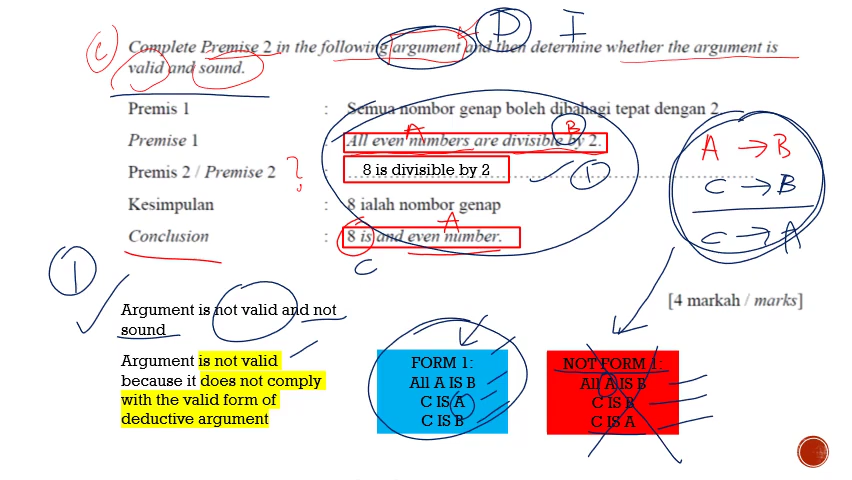 D I
(c) Complete Premise 2 in the following argument and then determine whether the argument is
valid and sound.
Premis 1 : Semua nombor genap boleh dibahagi tepat dengan 2
A B
Premise 1 : All even numbers are divisible by 2.
Premis 2 / Premise 2 ? : 8 is divisible by 2 ①
Kesimpulan : 8 ialah nombor genap
A
Conclusion : 8 is and even number.
C
A → B
C → B
C → A
①
[4 markah / marks]
Argument is not valid and not
sound
Argument is not valid
because it does not comply
with the valid form of
deductive argument
FORM 1:
All A IS B
C IS A
C IS B
NOT FORM 1:
All A IS B
C IS B
C IS A